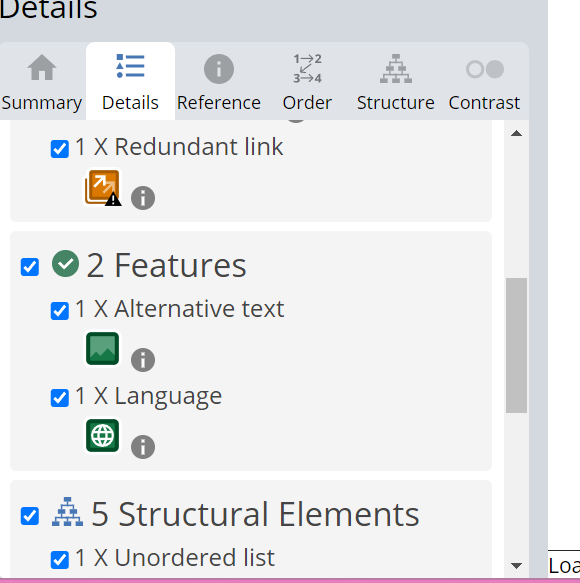 Details
Summary
Details
Reference
1→2
3→4
Order
Structure
Contrast
1 X Redundant link
2 Features
1 X Alternative text
1 X Language
5 Structural Elements
1 X Unordered list
Loa